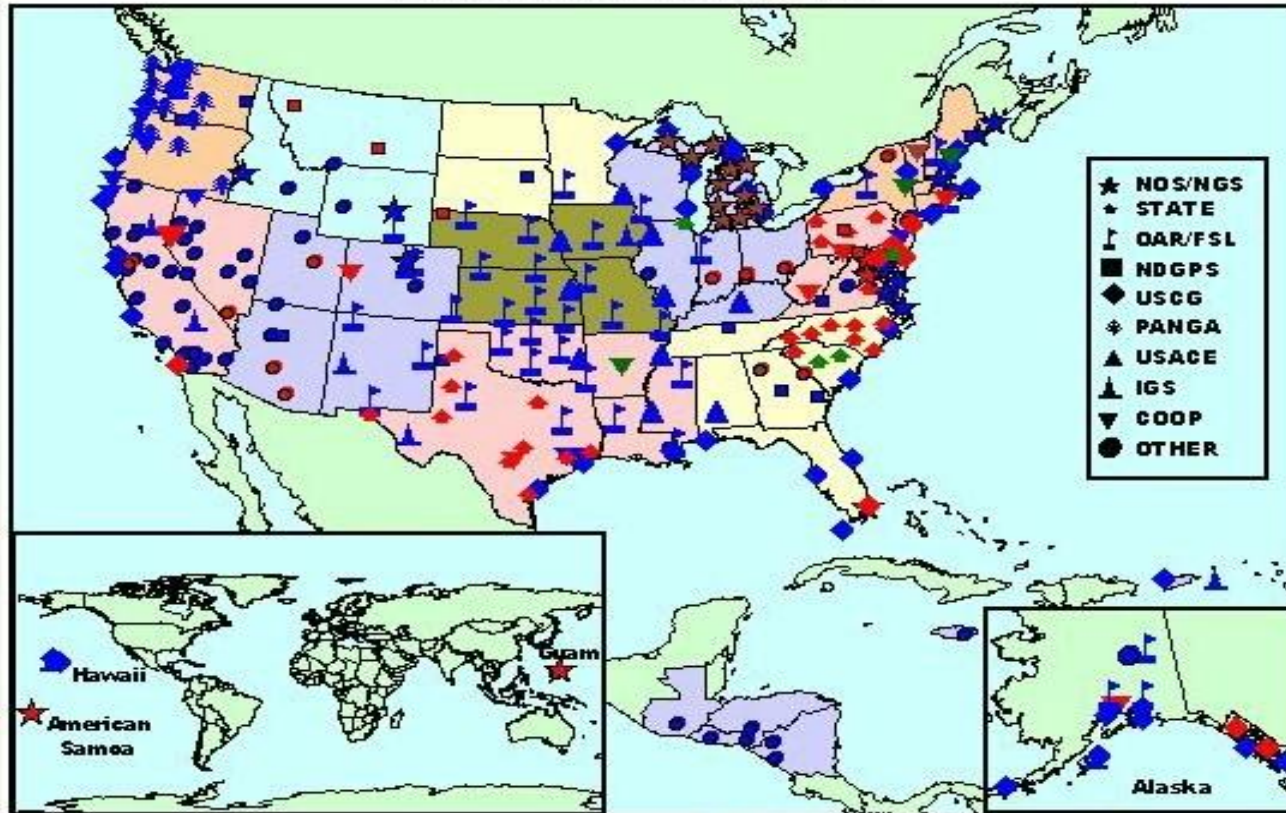 NOS/NGS
STATE
OAR/FSL
NDGPS
USCG
PANGA
USACE
IGS
COOP
OTHER
Guam
Hawaii
American
Samoa
Alaska